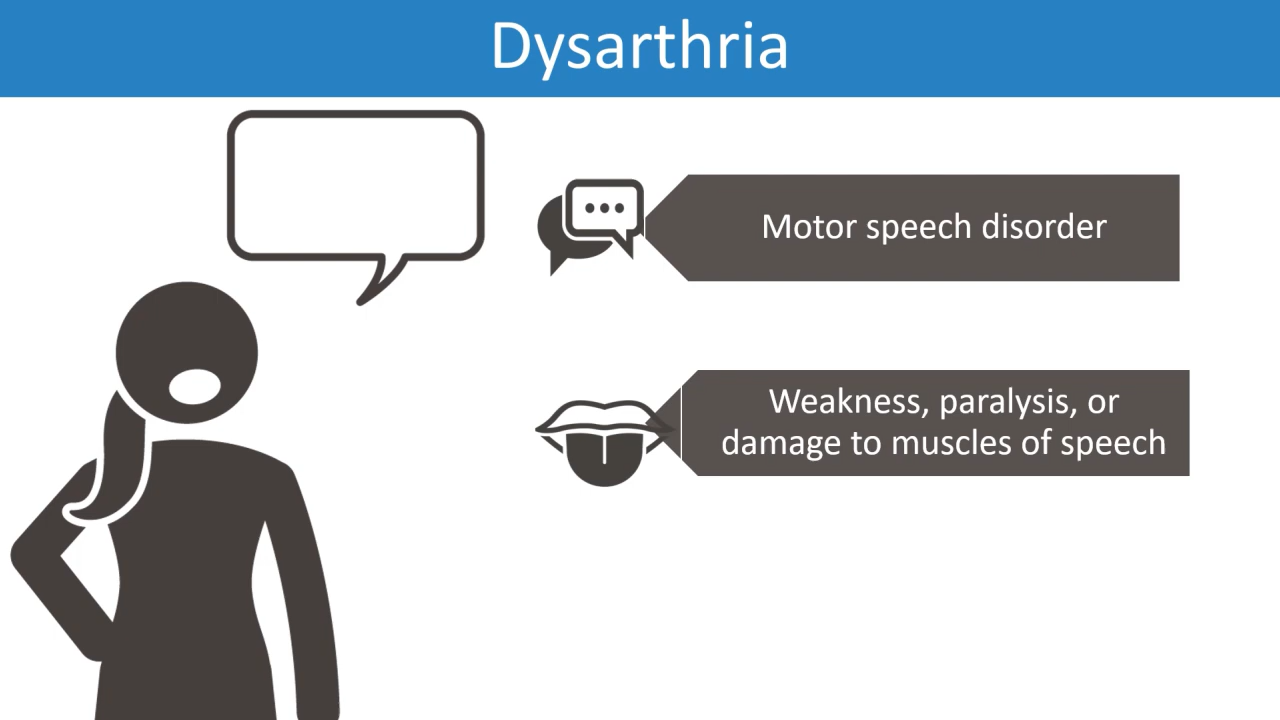 Dysarthria
Motor speech disorder
Weakness, paralysis, or
damage to muscles of speech